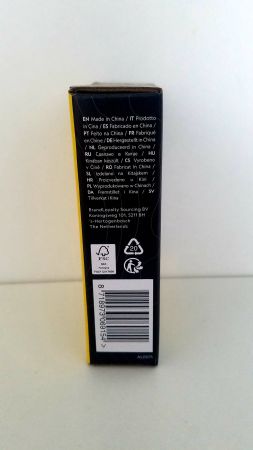 EN Made in China / IT Prodotto
in Cina / ES Fabricado en China /
PT Feito na China / FR Fabriqué
en Chine / DE Hergestellt in China
/ NL Geproduceerd in China /
RU Сделано в Китае / HU
Kínában készült / CS Vyrobeno
v Číně / RO Fabricat în China /
SL Izdelano na Kitajskem /
HR Proizvedeno u Kini /
PL Wyprodukowano w Chinach /
DA Fremstillet i Kina / SV
Tillverkat i Kina
BrandLoyalty Sourcing BV
Koningsweg 101, 5211 BH
's-Hertogenbosch
The Netherlands
FSC
20
PAP
8 718973 069154 >